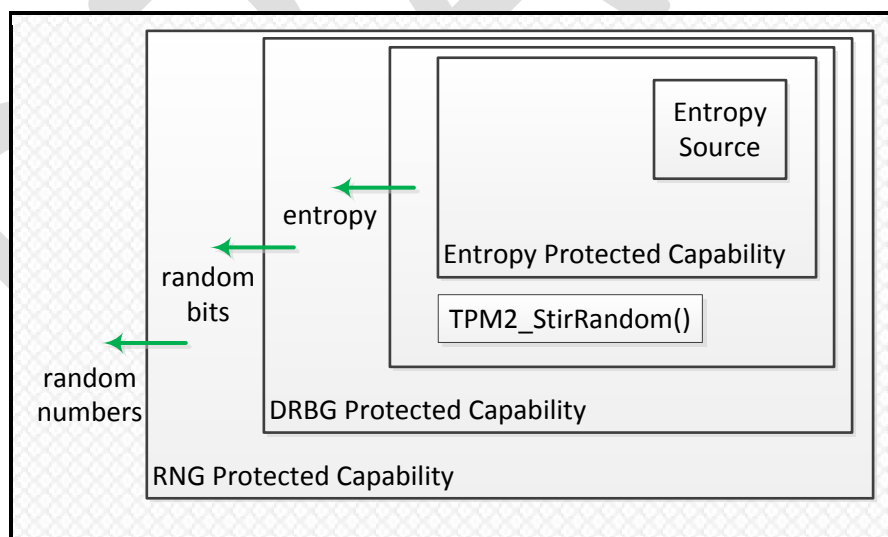 Entropy
Source
entropy
Entropy Protected Capability
random
bits
TPM2_StirRandom()
random
numbers
DRBG Protected Capability
RNG Protected Capability